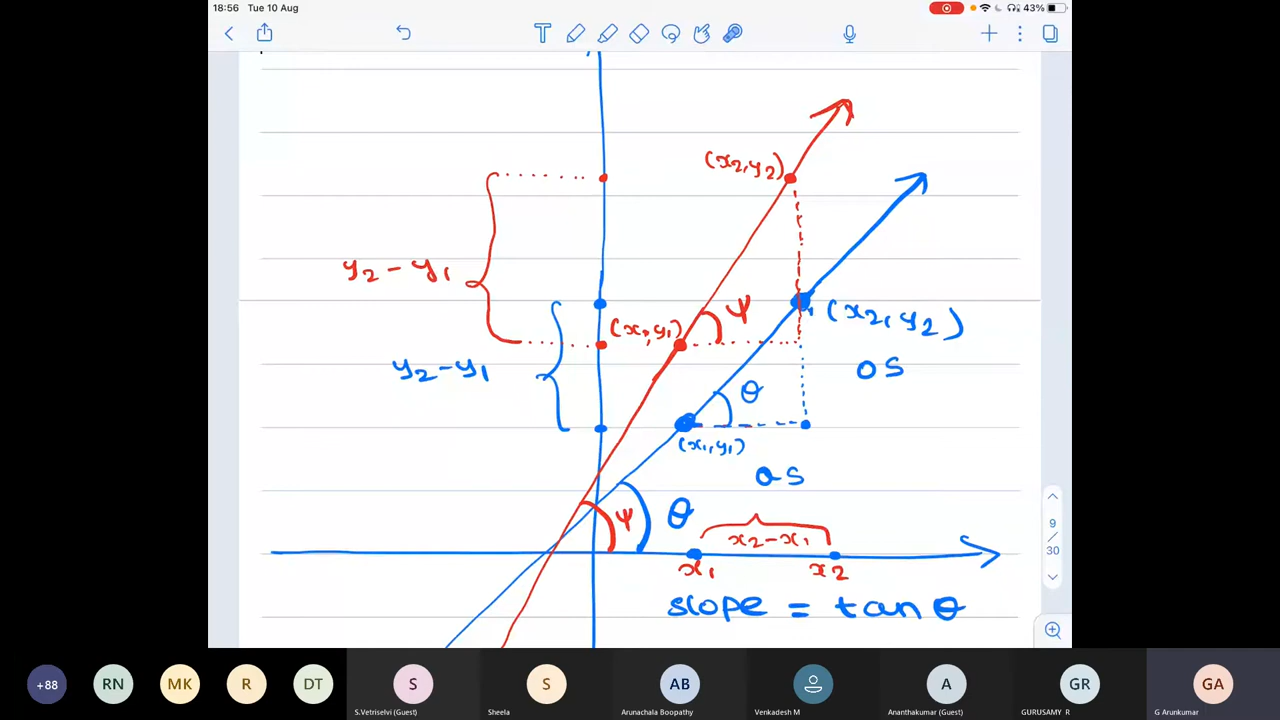 18:56 Tue 10 Aug
43%
(x2,y2)
y2 - y1
ψ
(x1,y1)
(x2,y2)
y2 - y1
OS
θ
(x1,y1)
as
ψ
θ
x2-x1
x1
x2
slope = tan θ
9
/
30
+88
RN
MK
R
DT
S
S
AB
A
GR
GA
S.Vetriselvi (Guest)
Sheela
Arunachala Boopathy
Venkadesh M
Ananthakumar (Guest)
GURUSAMY R
G Arunkumar